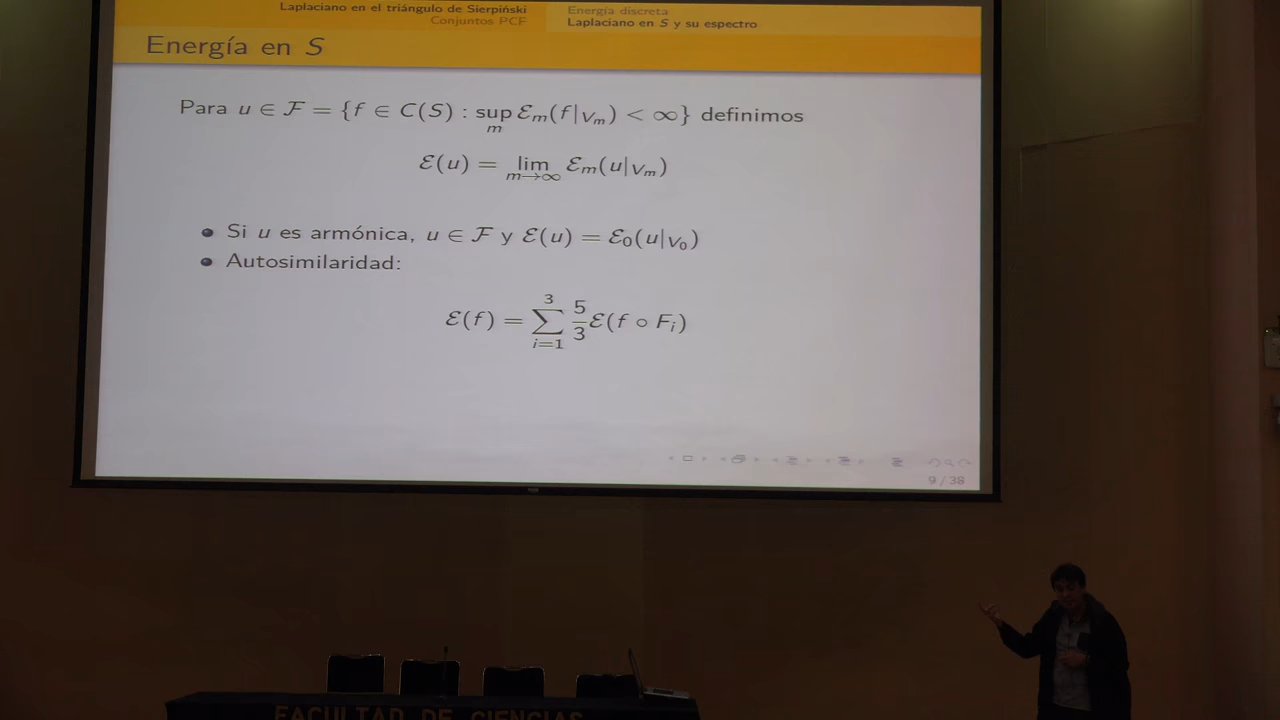 Laplaciano en el triángulo de Sierpiński
Conjuntos PCF
Energía discreta
Laplaciano en S y su espectro
Energía en S
Para u ∈ ℱ = {f ∈ C(S) : sup_m ℰ_m(f|_{V_m}) < ∞} definimos
ℰ(u) = lim_{m→∞} ℰ_m(u|_{V_m})
Si u es armónica, u ∈ ℱ y ℰ(u) = ℰ_0(u|_{V_0})
Autosimilaridad:
ℰ(f) = ∑_{i=1}^{3} 5/3 ℰ(f ∘ F_i)
9 / 38
FACULTAD DE CIENCIAS